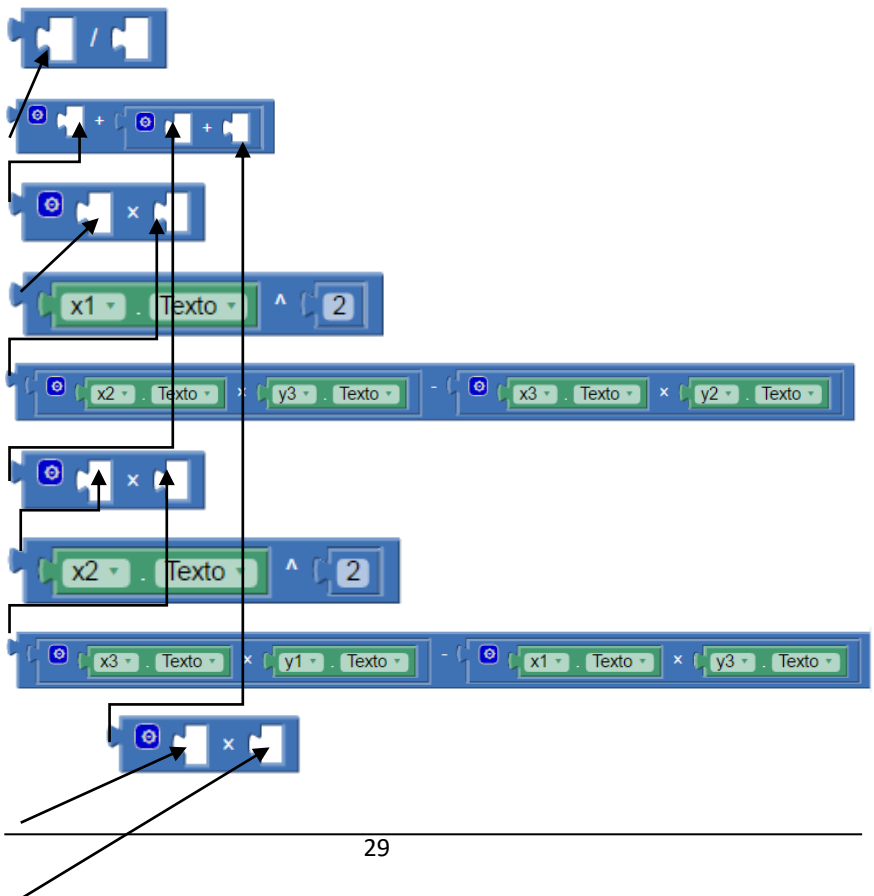 /
+ +
×
x1 . Texto ^ 2
x2 . Texto × y3 . Texto - x3 . Texto × y2 . Texto
×
x2 . Texto ^ 2
x3 . Texto × y1 . Texto - x1 . Texto × y3 . Texto
×
29